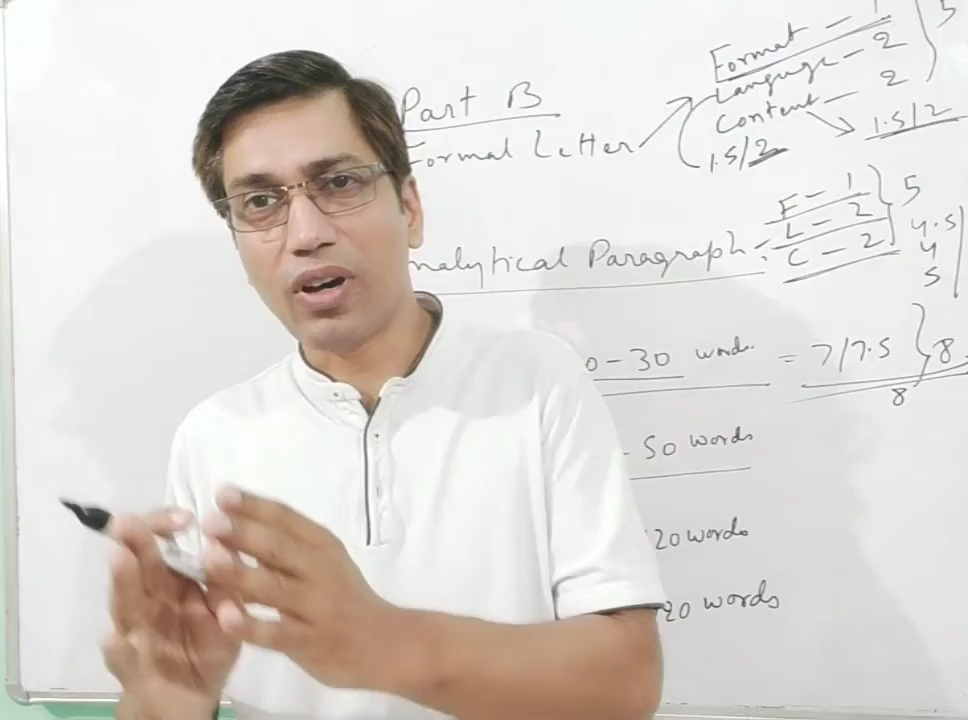 Part B
Formal Letter
Format - 1
Language - 2
Content - 2
5
1.5/2
1.5/2
nalytical Paragraph :
F - 1
L - 2
C - 2
5
4.5
4
5
0-30 words = 7/7.5
8
8
- 50 words
120 words
120 words